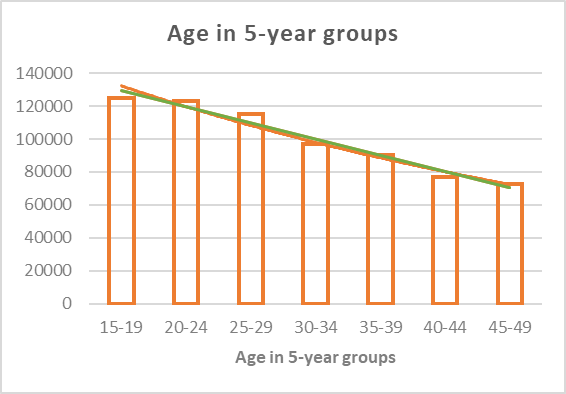 Age in 5-year groups
140000
120000
100000
80000
60000
40000
20000
0
15-19 20-24 25-29 30-34 35-39 40-44 45-49
Age in 5-year groups